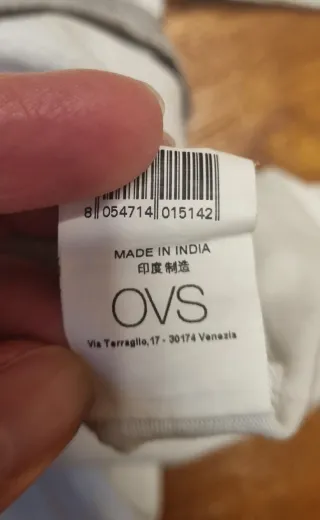 8 054714 015142
MADE IN INDIA
印度制造
OVS
Via Terraglio, 17 - 30174 Venezia